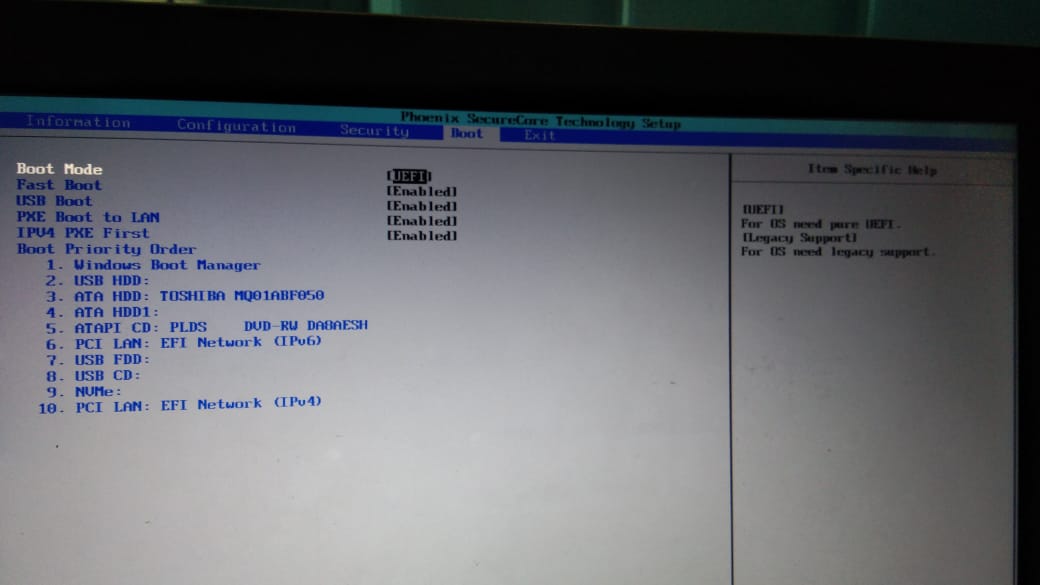 Phoenix SecureCore Technology Setup
Information Configuration Security Boot Exit
Item Specific Help
Boot Mode [UEFI]
Fast Boot [Enabled]
USB Boot [Enabled]
PXE Boot to LAN [Enabled]
IPV4 PXE First [Enabled]
Boot Priority Order
1. Windows Boot Manager
2. USB HDD:
3. ATA HDD: TOSHIBA MQ01ABF050
4. ATA HDD1:
5. ATAPI CD: PLDS DVD-RW DA8AESH
6. PCI LAN: EFI Network (IPv6)
7. USB FDD:
8. USB CD:
9. NVMe:
10. PCI LAN: EFI Network (IPv4)
[UEFI]
For OS need pure UEFI.
[Legacy Support]
For OS need legacy support.